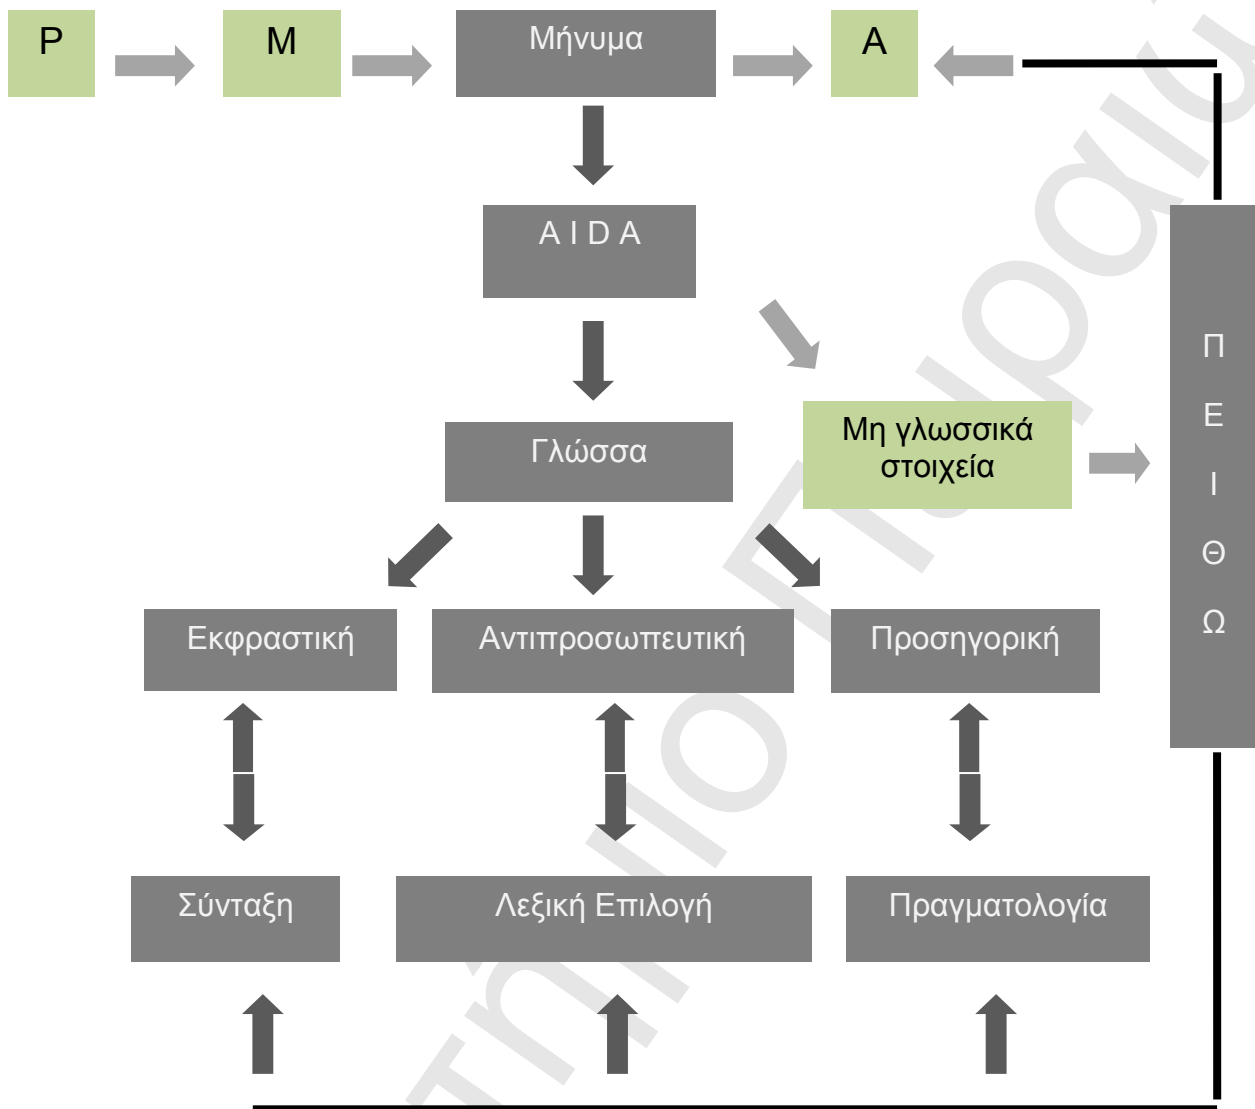 Ρ
Μ
Μήνυμα
Α
A I D A
Γλώσσα
Μη γλωσσικά
στοιχεία
Π
Ε
Ι
Θ
Ω
Εκφραστική
Αντιπροσωπευτική
Προσηγορική
Σύνταξη
Λεξική Επιλογή
Πραγματολογία